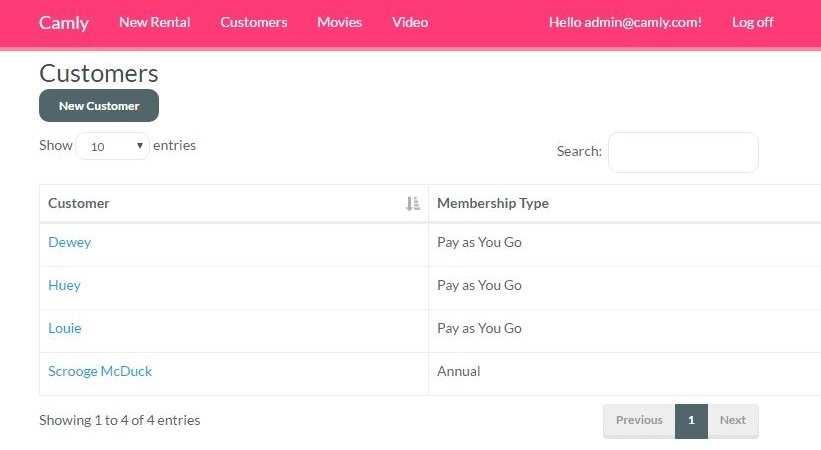 Camly New Rental Customers Movies Video Hello admin@camly.com! Log off
Customers
New Customer
Show 10 entries Search:
Customer Membership Type
Dewey Pay as You Go
Huey Pay as You Go
Louie Pay as You Go
Scrooge McDuck Annual
Showing 1 to 4 of 4 entries Previous 1 Next